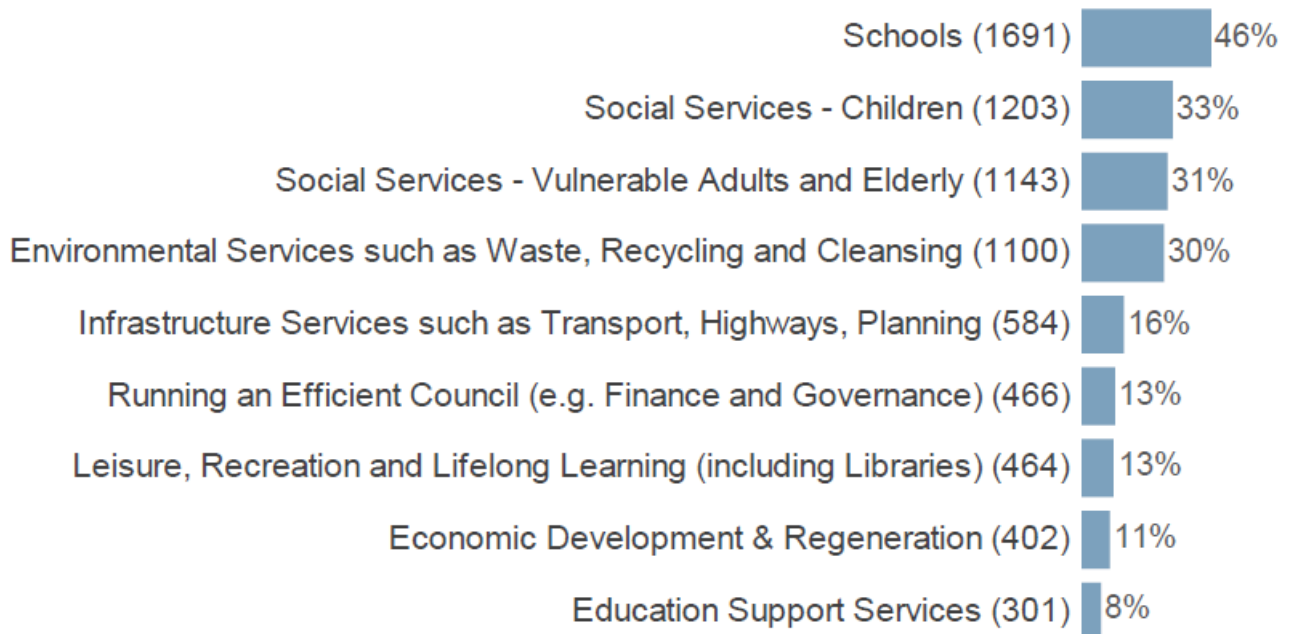 Schools (1691) 46%
Social Services - Children (1203) 33%
Social Services - Vulnerable Adults and Elderly (1143) 31%
Environmental Services such as Waste, Recycling and Cleansing (1100) 30%
Infrastructure Services such as Transport, Highways, Planning (584) 16%
Running an Efficient Council (e.g. Finance and Governance) (466) 13%
Leisure, Recreation and Lifelong Learning (including Libraries) (464) 13%
Economic Development & Regeneration (402) 11%
Education Support Services (301) 8%